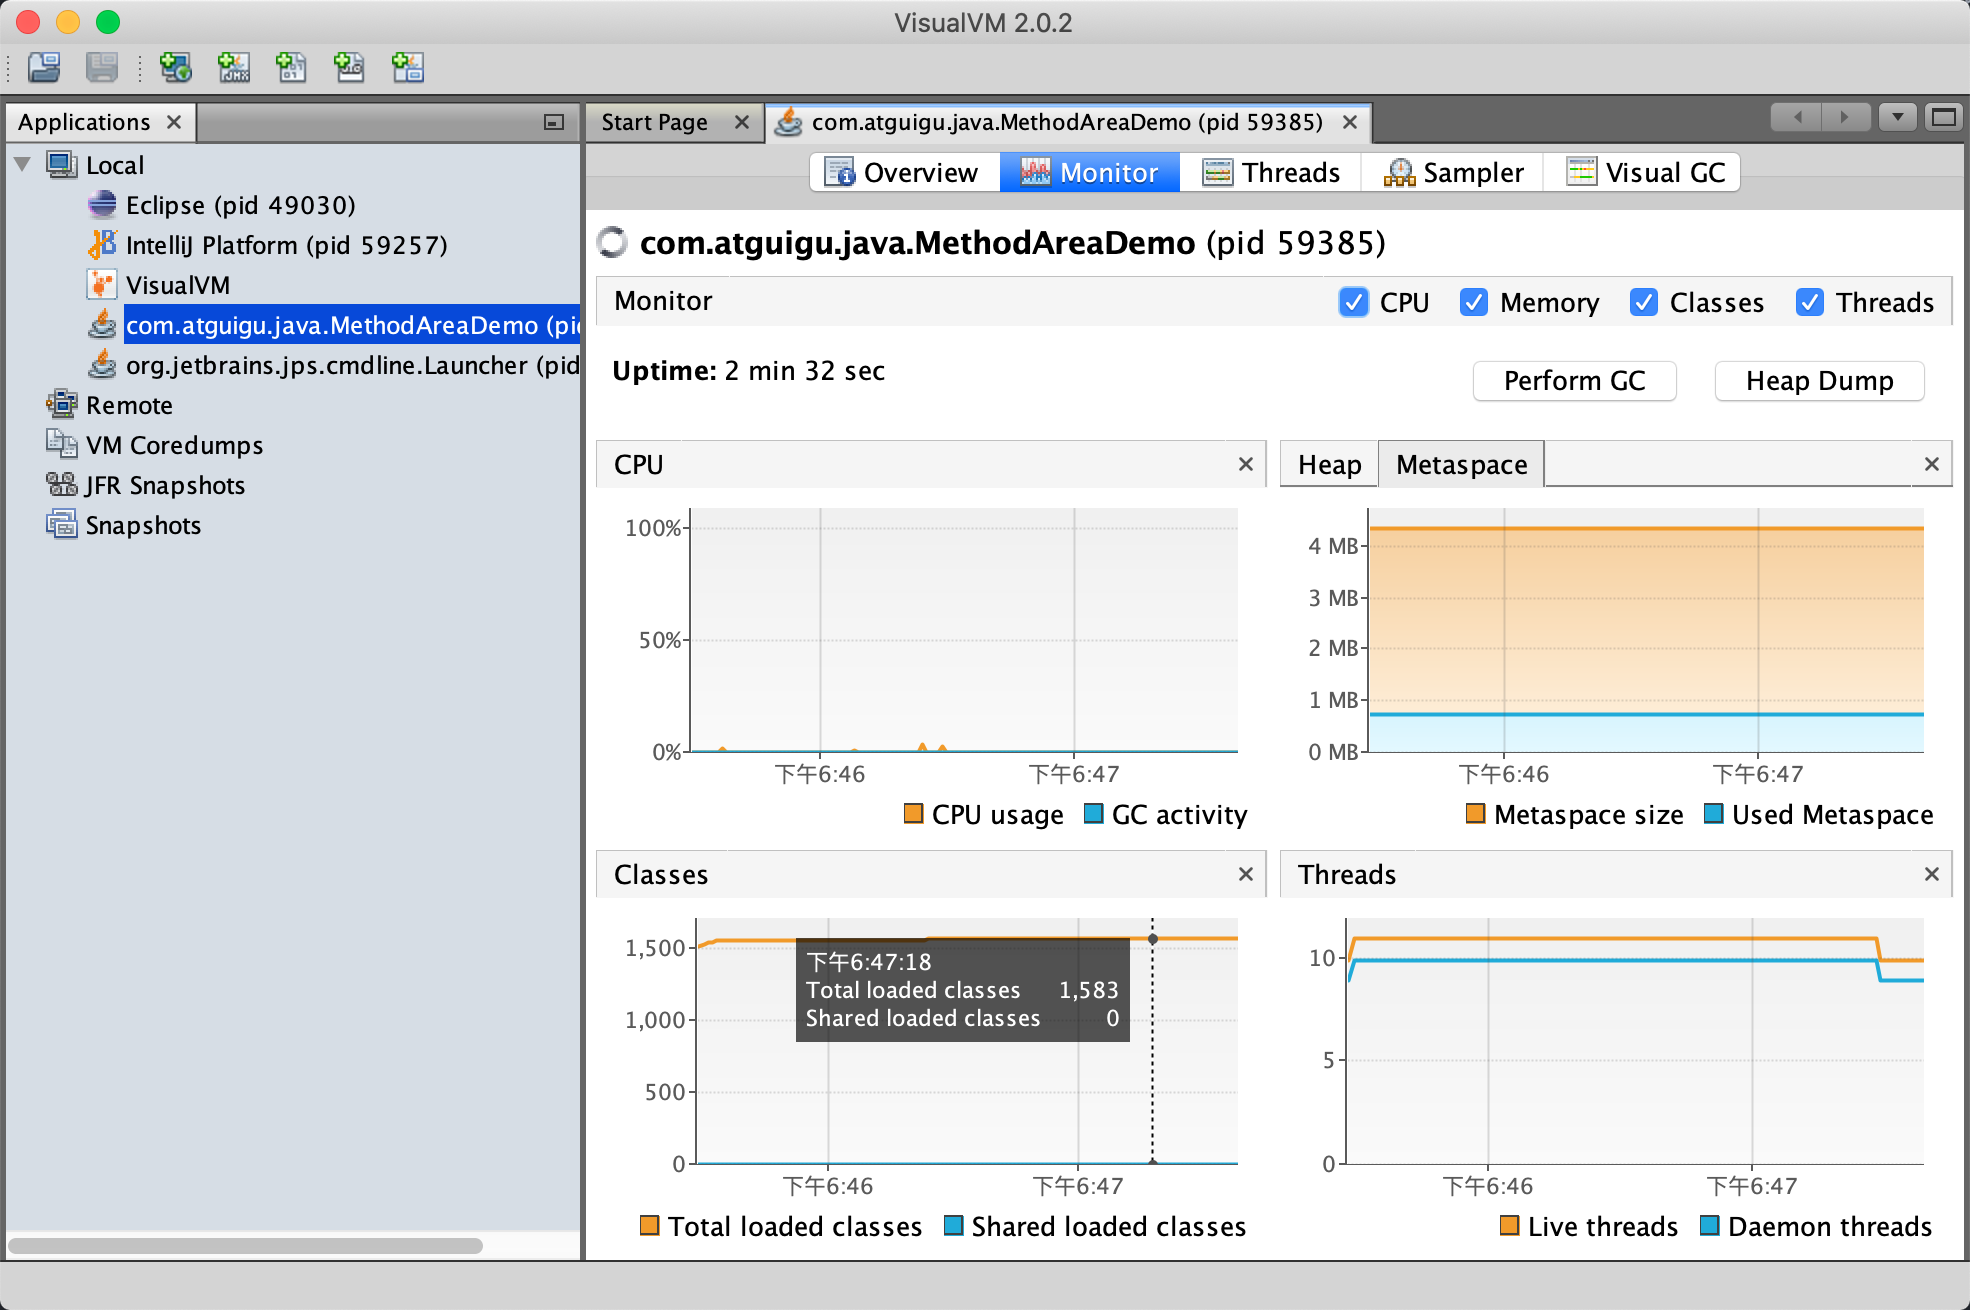 VisualVM 2.0.2
Applications
Start Page
com.atguigu.java.MethodAreaDemo (pid 59385)
Local
Eclipse (pid 49030)
IntelliJ Platform (pid 59257)
VisualVM
com.atguigu.java.MethodAreaDemo (pi
org.jetbrains.jps.cmdline.Launcher (pid
Remote
VM Coredumps
JFR Snapshots
Snapshots
Overview
Monitor
Threads
Sampler
Visual GC
com.atguigu.java.MethodAreaDemo (pid 59385)
Monitor
CPU
Memory
Classes
Threads
Uptime: 2 min 32 sec
Perform GC
Heap Dump
CPU
100%
50%
0%
下午6:46
下午6:47
CPU usage
GC activity
Heap
Metaspace
4 MB
3 MB
2 MB
1 MB
0 MB
下午6:46
下午6:47
Metaspace size
Used Metaspace
Classes
1,500
1,000
500
0
下午6:47:18
Total loaded classes 1,583
Shared loaded classes 0
下午6:46
下午6:47
Total loaded classes
Shared loaded classes
Threads
10
5
0
下午6:46
下午6:47
Live threads
Daemon threads